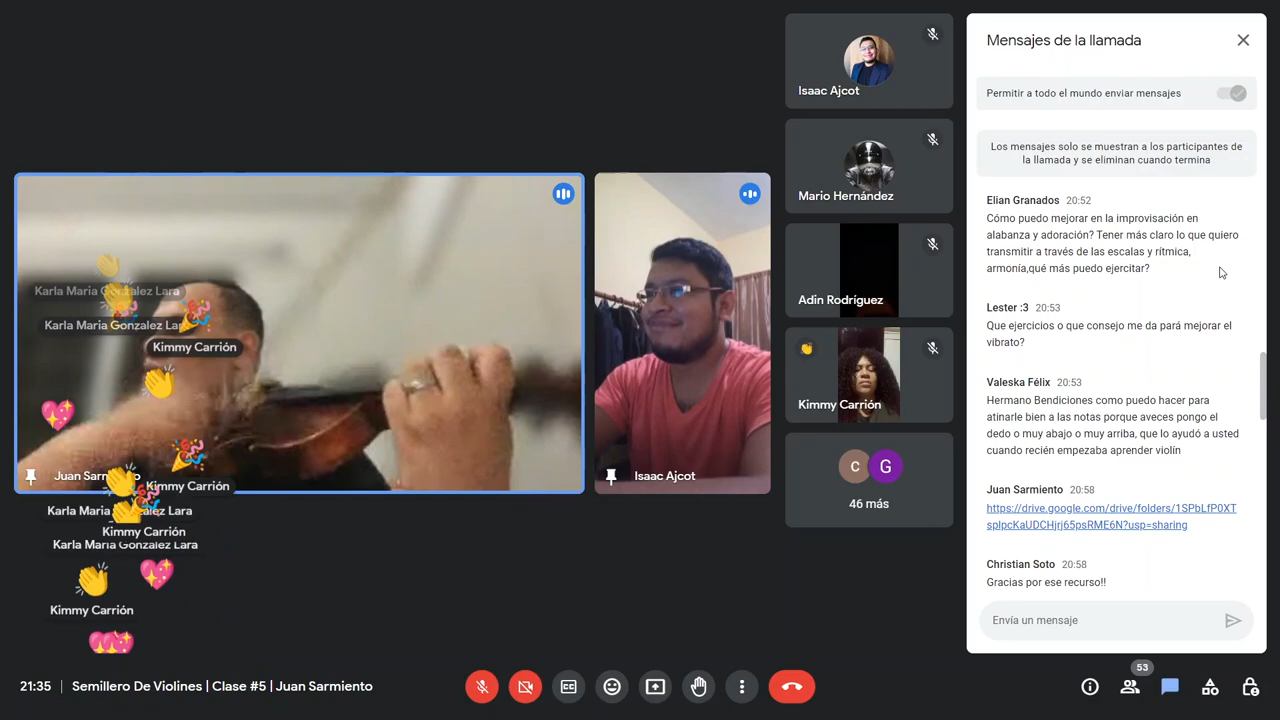 Isaac Ajcot
Mario Hernández
Adin Rodríguez
Kimmy Carrión
C G
46 más
Karla Maria Gonzalez Lara
Karla Maria Gonzalez Lara
Kimmy Carrión
Juan Sarmiento
Kimmy Carrión
Karla Maria Gonzalez Lara
Kimmy Carrión
Karla Maria Gonzalez Lara
Kimmy Carrión
Isaac Ajcot
Mensajes de la llamada
Permitir a todo el mundo enviar mensajes
Los mensajes solo se muestran a los participantes de
la llamada y se eliminan cuando termina
Elian Granados 20:52
Cómo puedo mejorar en la improvisación en
alabanza y adoración? Tener más claro lo que quiero
transmitir a través de las escalas y rítmica,
armonía,qué más puedo ejercitar?
Lester :3 20:53
Que ejercicios o que consejo me da pará mejorar el
vibrato?
Valeska Félix 20:53
Hermano Bendiciones como puedo hacer para
atinarle bien a las notas porque aveces pongo el
dedo o muy abajo o muy arriba, que lo ayudó a usted
cuando recién empezaba aprender violín
Juan Sarmiento 20:58
https://drive.google.com/drive/folders/1SPbLfP0XT
splpcKaUDCHjrj65psRME6N?usp=sharing
Christian Soto 20:58
Gracias por ese recurso!!
Envía un mensaje
21:35 | Semillero De Violines | Clase #5 | Juan Sarmiento
53